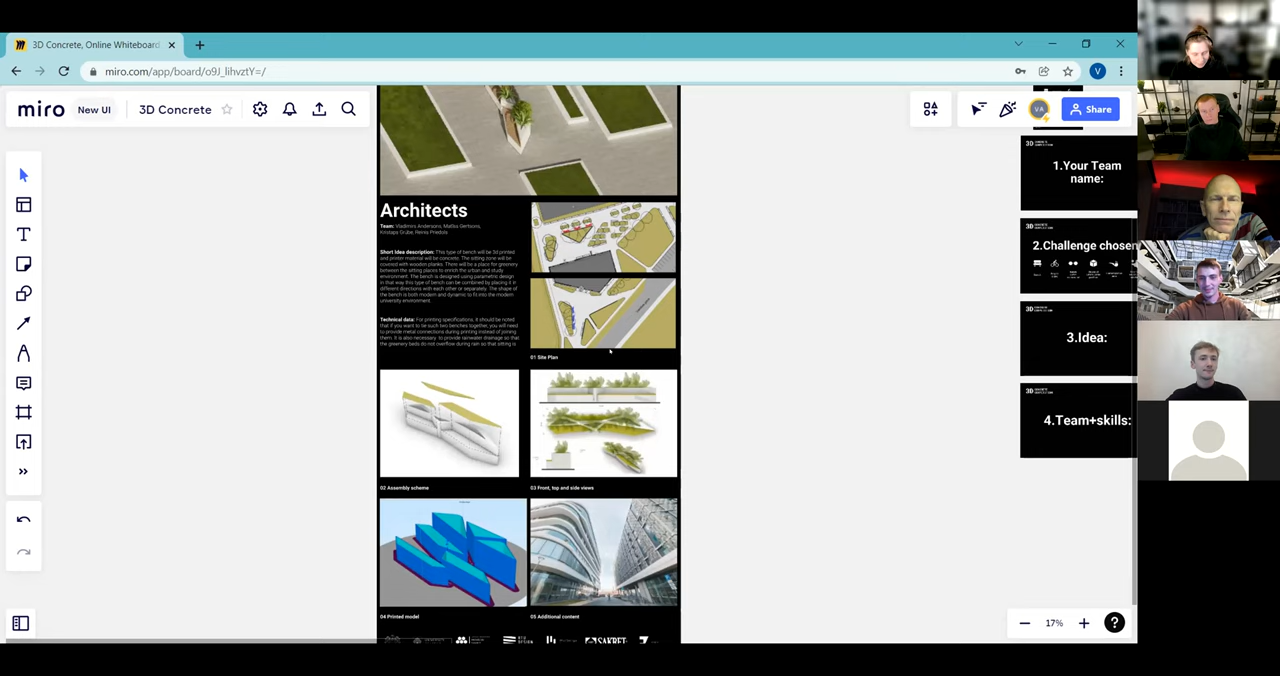 3D Concrete, Online Whiteboard
miro.com/app/board/o9J_lihvztY=/
V
miro
New UI
3D Concrete
VA
Share
Architects
Team: Vladimirs Andersons,
Short idea description: This type of bench will be 3d printed
and printer material will be concrete. The sitting zone will be
covered with wooden planks. There will be a place for greenery
between the sitting places to enrich the urban and study
environment. The bench is designed using parametric design
in that way this type of bench can be combined by placing it in
different directions with each other or separately. The shape of
the bench is both modern and dynamic to fit into the modern
university environment.
Technical data: For printing specifications, it should be noted
that if you want to tie such two benches together, you will need
to provide metal connections during printing instead of joining
them. It is also necessary to provide rainwater drainage so that
the greenery beds do not overflow during rain so that sitting is
01 Site Plan
02 Assembly scheme
03 Front, top and side views
04 Printed model
05 Additional content
SAKRET
1.Your Team
name:
2.Challenge chosen
3.Idea:
4.Team+skills:
17%